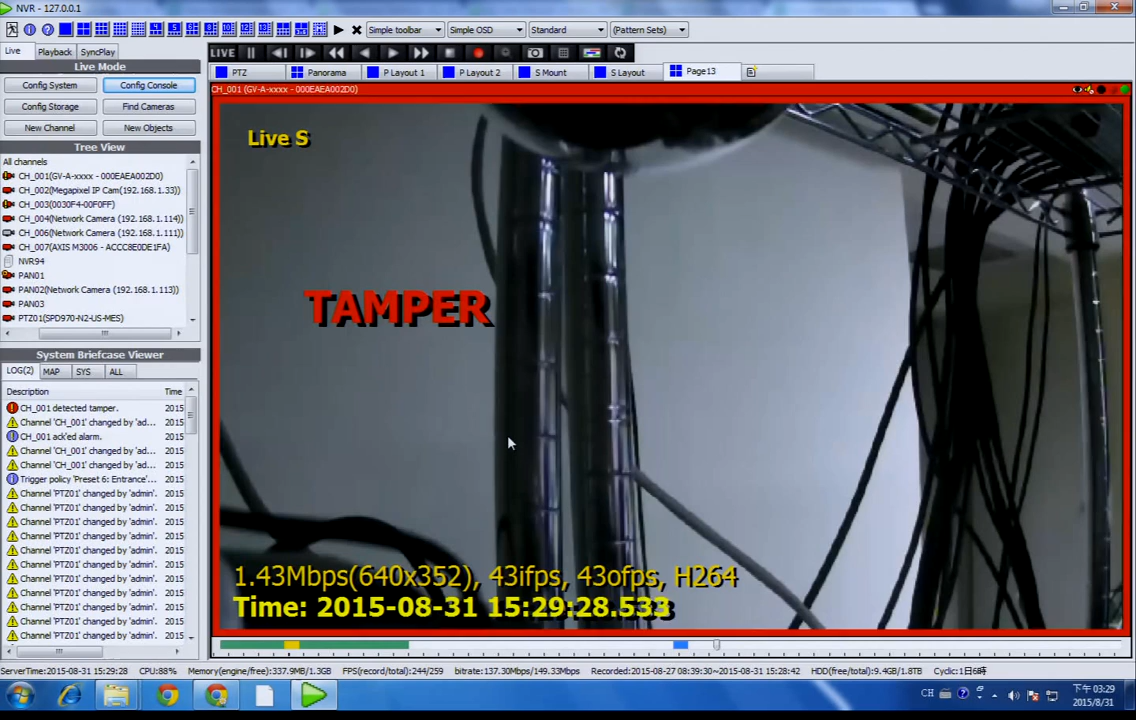 NVR - 127.0.0.1
Simple toolbar
Simple OSD
Standard
(Pattern Sets)
Live
Playback
SyncPlay
LIVE
Live Mode
Config System
Config Console
Config Storage
Find Cameras
New Channel
New Objects
PTZ
Panorama
P Layout 1
P Layout 2
S Mount
S Layout
Page13
CH_001 (GV-A-xxxx - 000EAEA002D0)
Tree View
All channels
CH_001(GV-A-xxxx - 000EAEA002D0)
CH_002(Megapixel IP Cam(192.168.1.33))
CH_003(0030F4-00F0FF)
CH_004(Network Camera (192.168.1.114))
CH_006(Network Camera (192.168.1.111))
CH_007(AXIS M3006 - ACCC8E0DE1FA)
NVR94
PAN01
PAN02(Network Camera (192.168.1.113))
PAN03
PTZ01(SPD970-N2-US-MES)
System Briefcase Viewer
LOG(2)
MAP
SYS
ALL
Description
Time
CH_001 detected tamper.
2015
Channel 'CH_001' changed by 'ad...
2015
CH_001 ack'ed alarm.
2015
Channel 'CH_001' changed by 'ad...
2015
Channel 'CH_001' changed by 'ad...
2015
Trigger policy 'Preset 6: Entrance'...
2015
Channel 'PTZ01' changed by 'admin'.
2015
Channel 'PTZ01' changed by 'admin'.
2015
Channel 'PTZ01' changed by 'admin'.
2015
Channel 'PTZ01' changed by 'admin'.
2015
Channel 'PTZ01' changed by 'admin'.
2015
Channel 'PTZ01' changed by 'admin'.
2015
Channel 'PTZ01' changed by 'admin'.
2015
Channel 'PTZ01' changed by 'admin'.
2015
Channel 'PTZ01' changed by 'admin'.
2015
Channel 'PTZ01' changed by 'admin'.
2015
Channel 'PTZ01' changed by 'admin'.
2015
Live S
TAMPER
1.43Mbps(640x352), 43ifps, 43ofps, H264
Time: 2015-08-31 15:29:28.533
ServerTime:2015-08-31 15:29:28
CPU:88%
Memory(engine/free):337.9MB/1.3GB
FPS(record/total):244/259
bitrate:137.30Mbps/149.33Mbps
Recorded:2015-08-27 08:39:30~2015-08-31 15:28:42
HDD(free):9.4GB/1.8TB
Cyclic:1日6時
CH
下午 03:29
2015/8/31